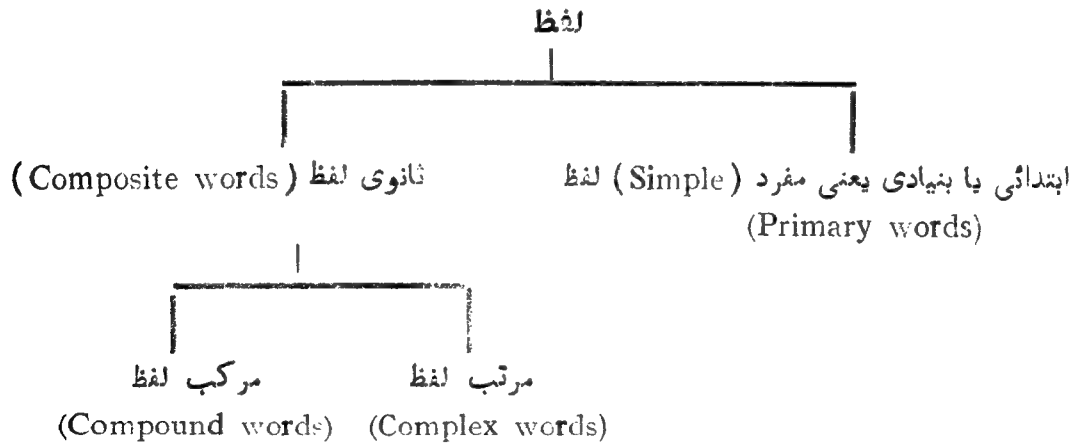 لفظ
ابتدائی یا بنیادی یعنی مفرد (Simple) لفظ
(Primary words)
ثانوی لفظ (Composite words)
مرتب لفظ
(Complex words)
مرکب لفظ
(Compound words)